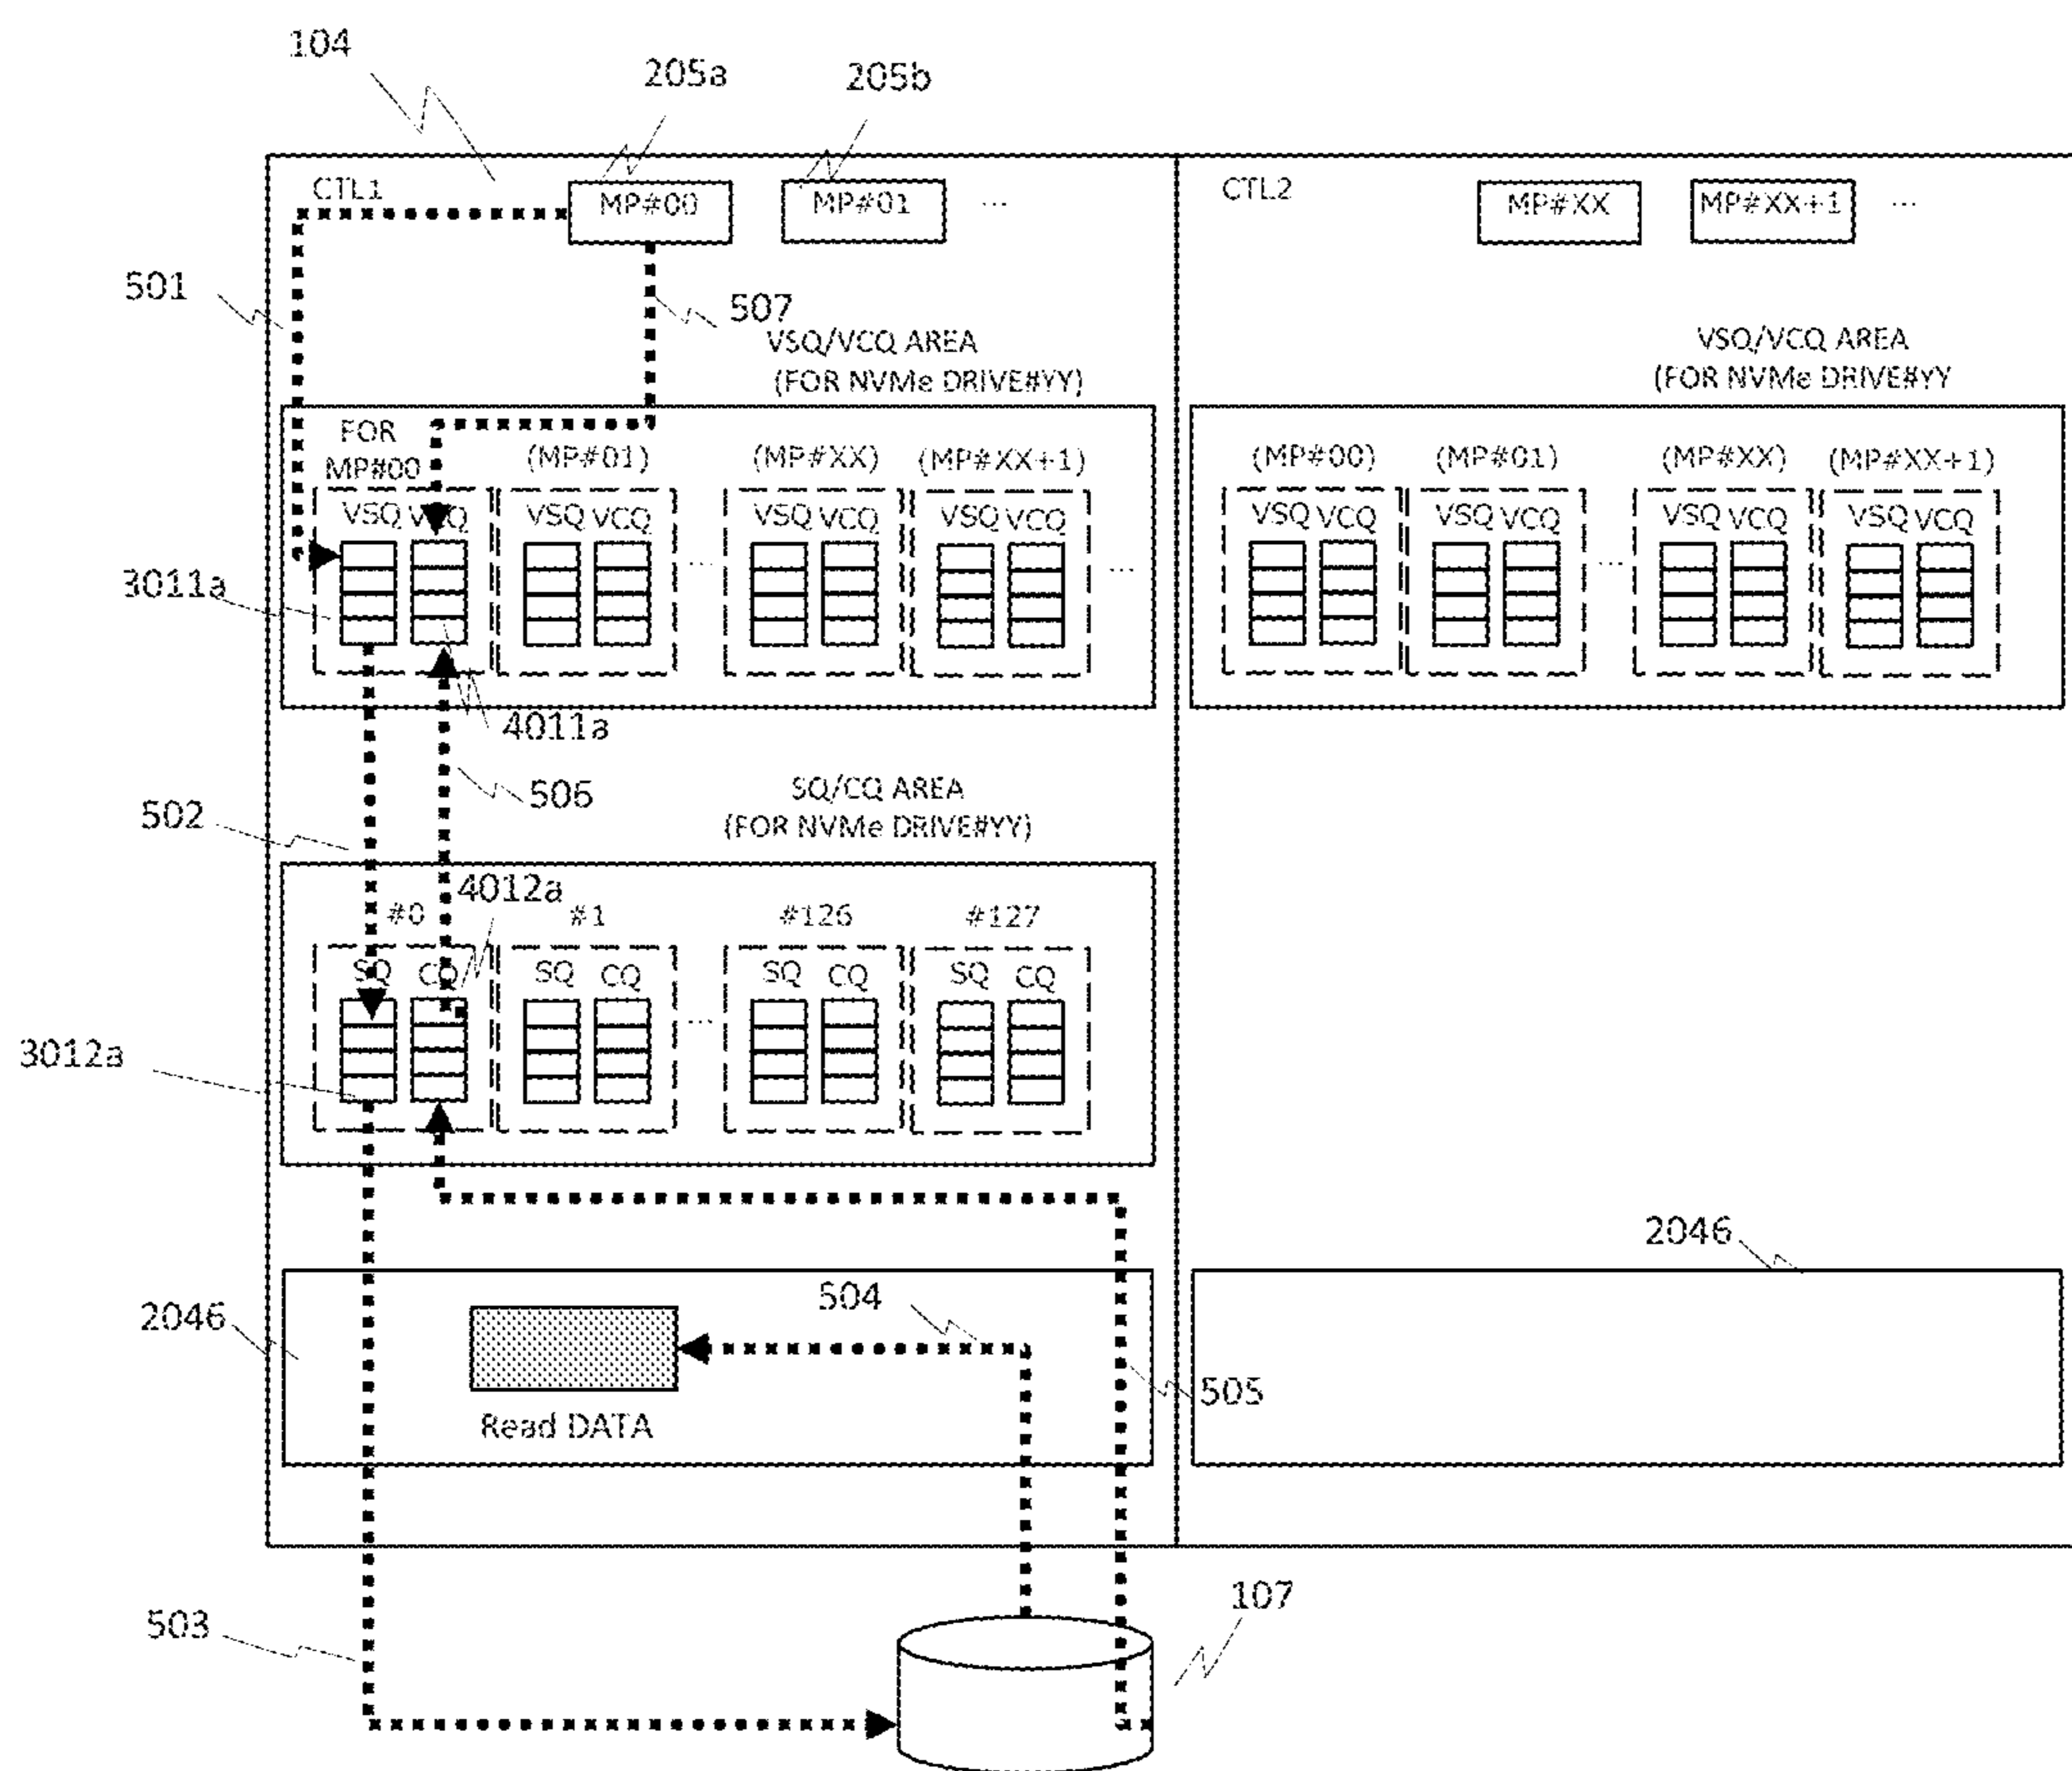 104
205a
205b
CTL1
MP#00
MP#01
...
CTL2
MP#XX
MP#XX+1
...
501
507
VSQ/VCQ AREA
(FOR NVMe DRIVE#YY)
VSQ/VCQ AREA
(FOR NVMe DRIVE#YY
FOR
MP#00
(MP#01)
(MP#XX)
(MP#XX+1)
(MP#00)
(MP#01)
(MP#XX)
(MP#XX+1)
VSQ VCQ
VSQ VCQ
VSQ VCQ
VSQ VCQ
VSQ VCQ
VSQ VCQ
VSQ VCQ
VSQ VCQ
...
...
...
3011a
4011a
506
SQ/CQ AREA
(FOR NVMe DRIVE#YY)
502
4012a
#0
#1
#126
#127
SQ CQ
SQ CQ
SQ CQ
SQ CQ
...
3012a
2046
504
2046
505
Read DATA
107
503